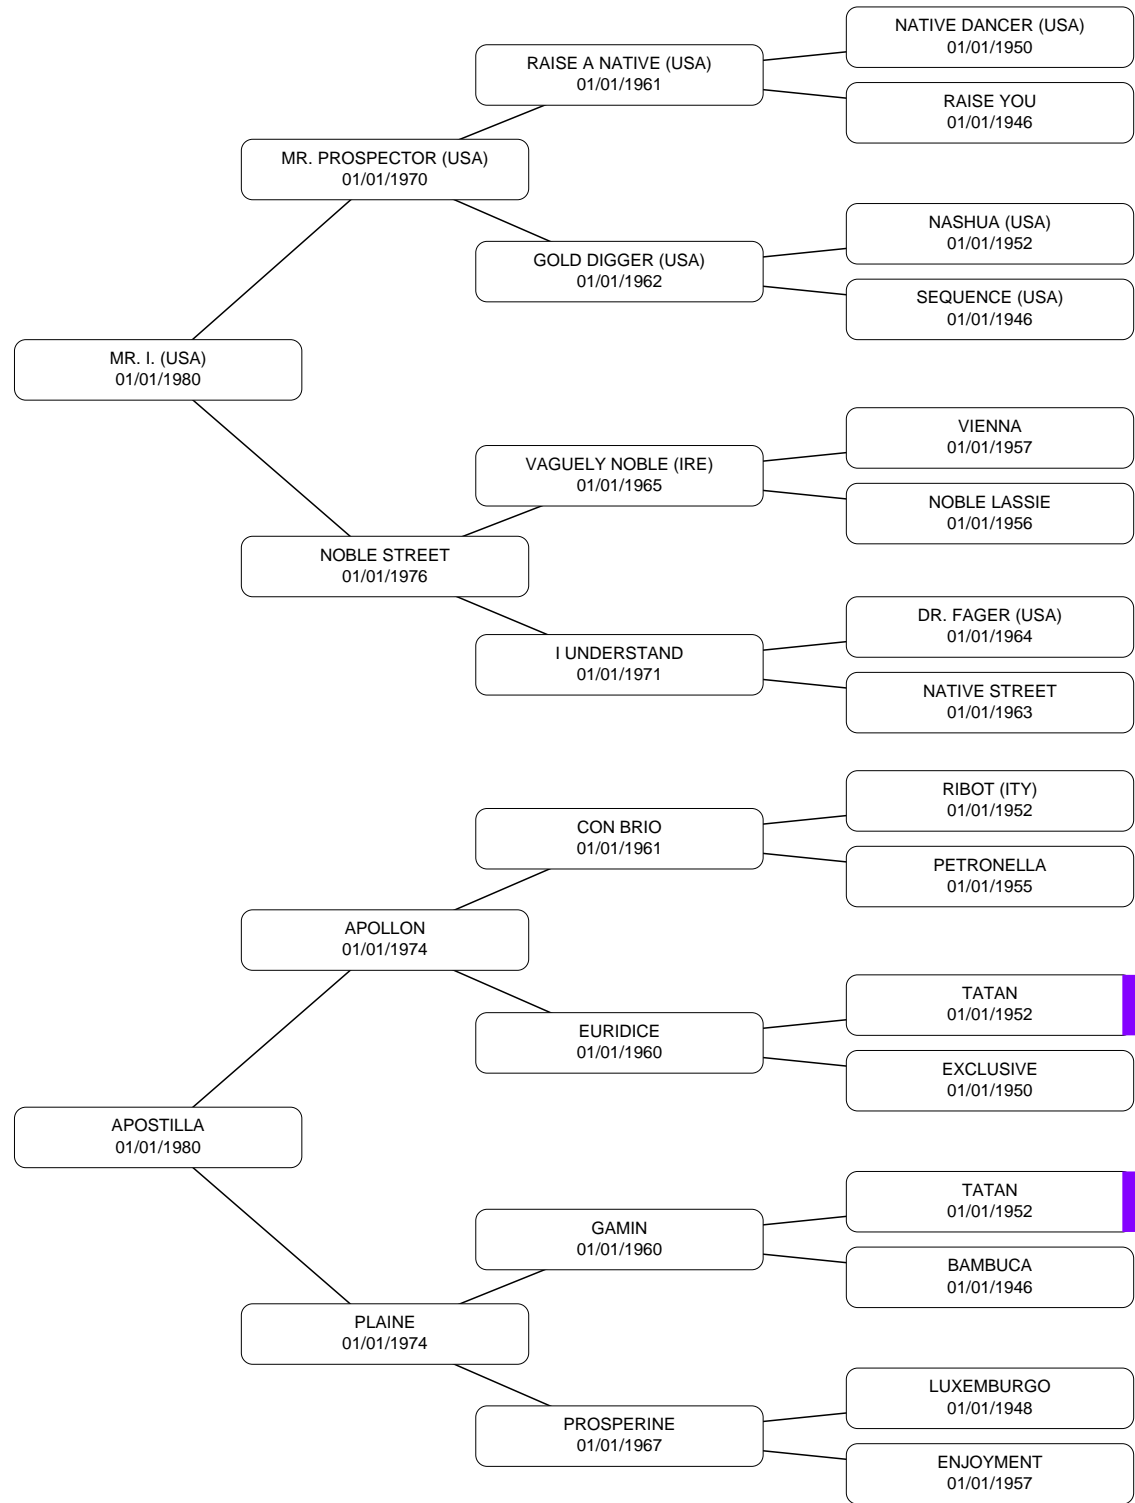 NATIVE DANCER (USA)
01/01/1950
RAISE A NATIVE (USA)
01/01/1961
RAISE YOU
01/01/1946
MR. PROSPECTOR (USA)
01/01/1970
NASHUA (USA)
01/01/1952
GOLD DIGGER (USA)
01/01/1962
SEQUENCE (USA)
01/01/1946
MR. I. (USA)
01/01/1980
VIENNA
01/01/1957
VAGUELY NOBLE (IRE)
01/01/1965
NOBLE LASSIE
01/01/1956
NOBLE STREET
01/01/1976
DR. FAGER (USA)
01/01/1964
I UNDERSTAND
01/01/1971
NATIVE STREET
01/01/1963
RIBOT (ITY)
01/01/1952
CON BRIO
01/01/1961
PETRONELLA
01/01/1955
APOLLON
01/01/1974
TATAN
01/01/1952
EURIDICE
01/01/1960
EXCLUSIVE
01/01/1950
APOSTILLA
01/01/1980
TATAN
01/01/1952
GAMIN
01/01/1960
BAMBUCA
01/01/1946
PLAINE
01/01/1974
LUXEMBURGO
01/01/1948
PROSPERINE
01/01/1967
ENJOYMENT
01/01/1957